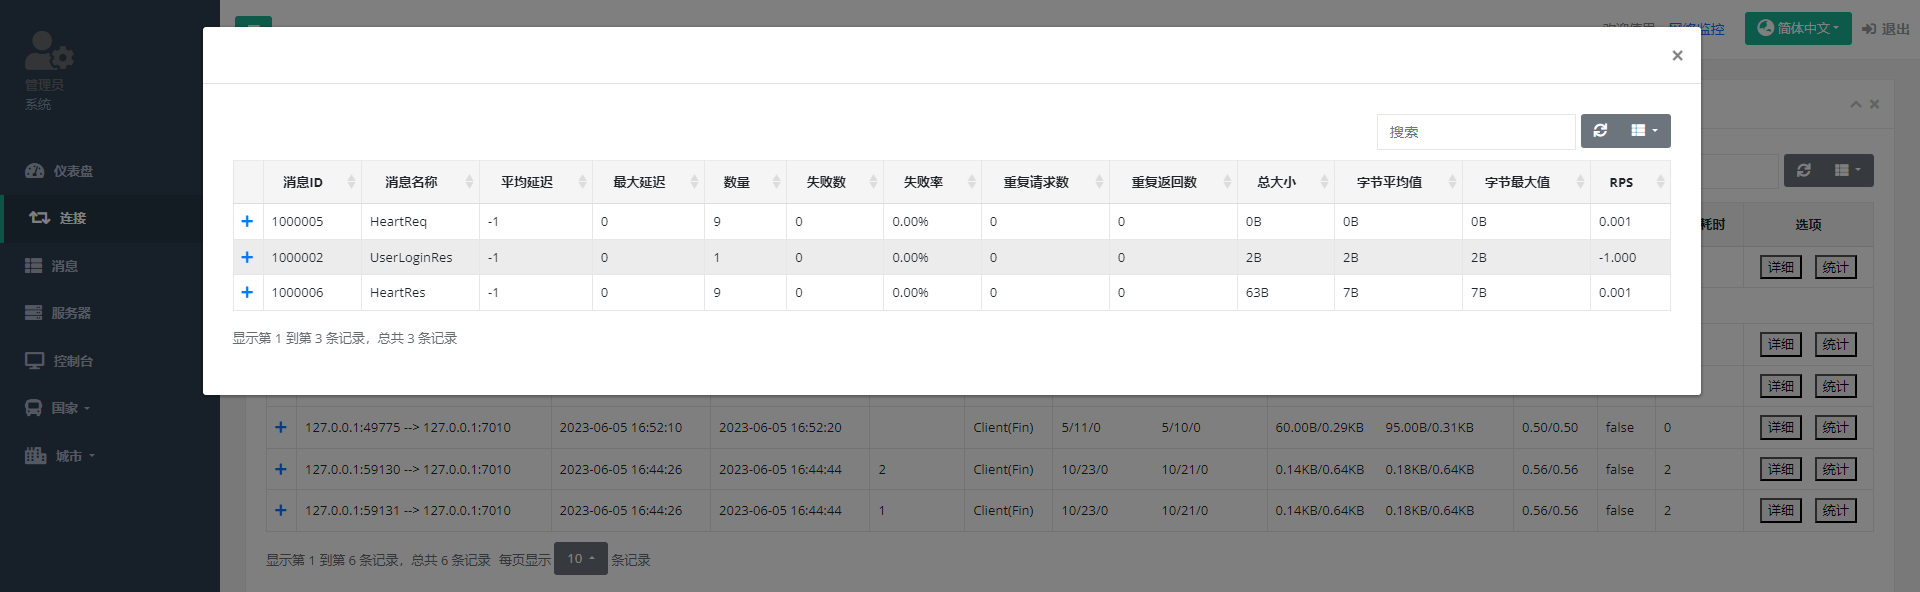 管理员
系统
仪表盘
连接
消息
服务器
控制台
国家
城市
简体中文
退出
×
搜索
消息ID 消息名称 平均延迟 最大延迟 数量 失败数 失败率 重复请求数 重复返回数 总大小 字节平均值 字节最大值 RPS
1000005 HeartReq -1 0 9 0 0.00% 0 0 0B 0B 0B 0.001
1000002 UserLoginRes -1 0 1 0 0.00% 0 0 2B 2B 2B -1.000
1000006 HeartRes -1 0 9 0 0.00% 0 0 63B 7B 7B 0.001
显示第 1 到第 3 条记录，总共 3 条记录
耗时 选项
详细 统计
详细 统计
详细 统计
127.0.0.1:49775 --> 127.0.0.1:7010 2023-06-05 16:52:10 2023-06-05 16:52:20 Client(Fin) 5/11/0 5/10/0 60.00B/0.29KB 95.00B/0.31KB 0.50/0.50 false 0 详细 统计
127.0.0.1:59130 --> 127.0.0.1:7010 2023-06-05 16:44:26 2023-06-05 16:44:44 2 Client(Fin) 10/23/0 10/21/0 0.14KB/0.64KB 0.18KB/0.64KB 0.56/0.56 false 2 详细 统计
127.0.0.1:59131 --> 127.0.0.1:7010 2023-06-05 16:44:26 2023-06-05 16:44:44 1 Client(Fin) 10/23/0 10/21/0 0.14KB/0.64KB 0.18KB/0.64KB 0.56/0.56 false 2 详细 统计
显示第 1 到第 6 条记录，总共 6 条记录 每页显示 10 条记录